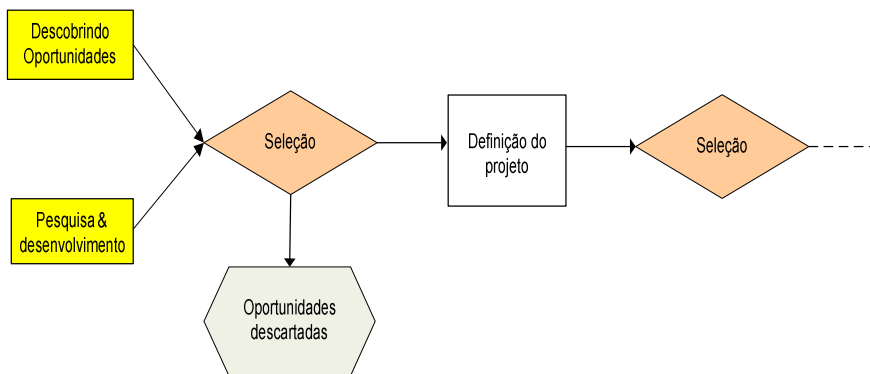 Descobrindo
Oportunidades
Seleção
Definição do
projeto
Seleção
Pesquisa &
desenvolvimento
Oportunidades
descartadas